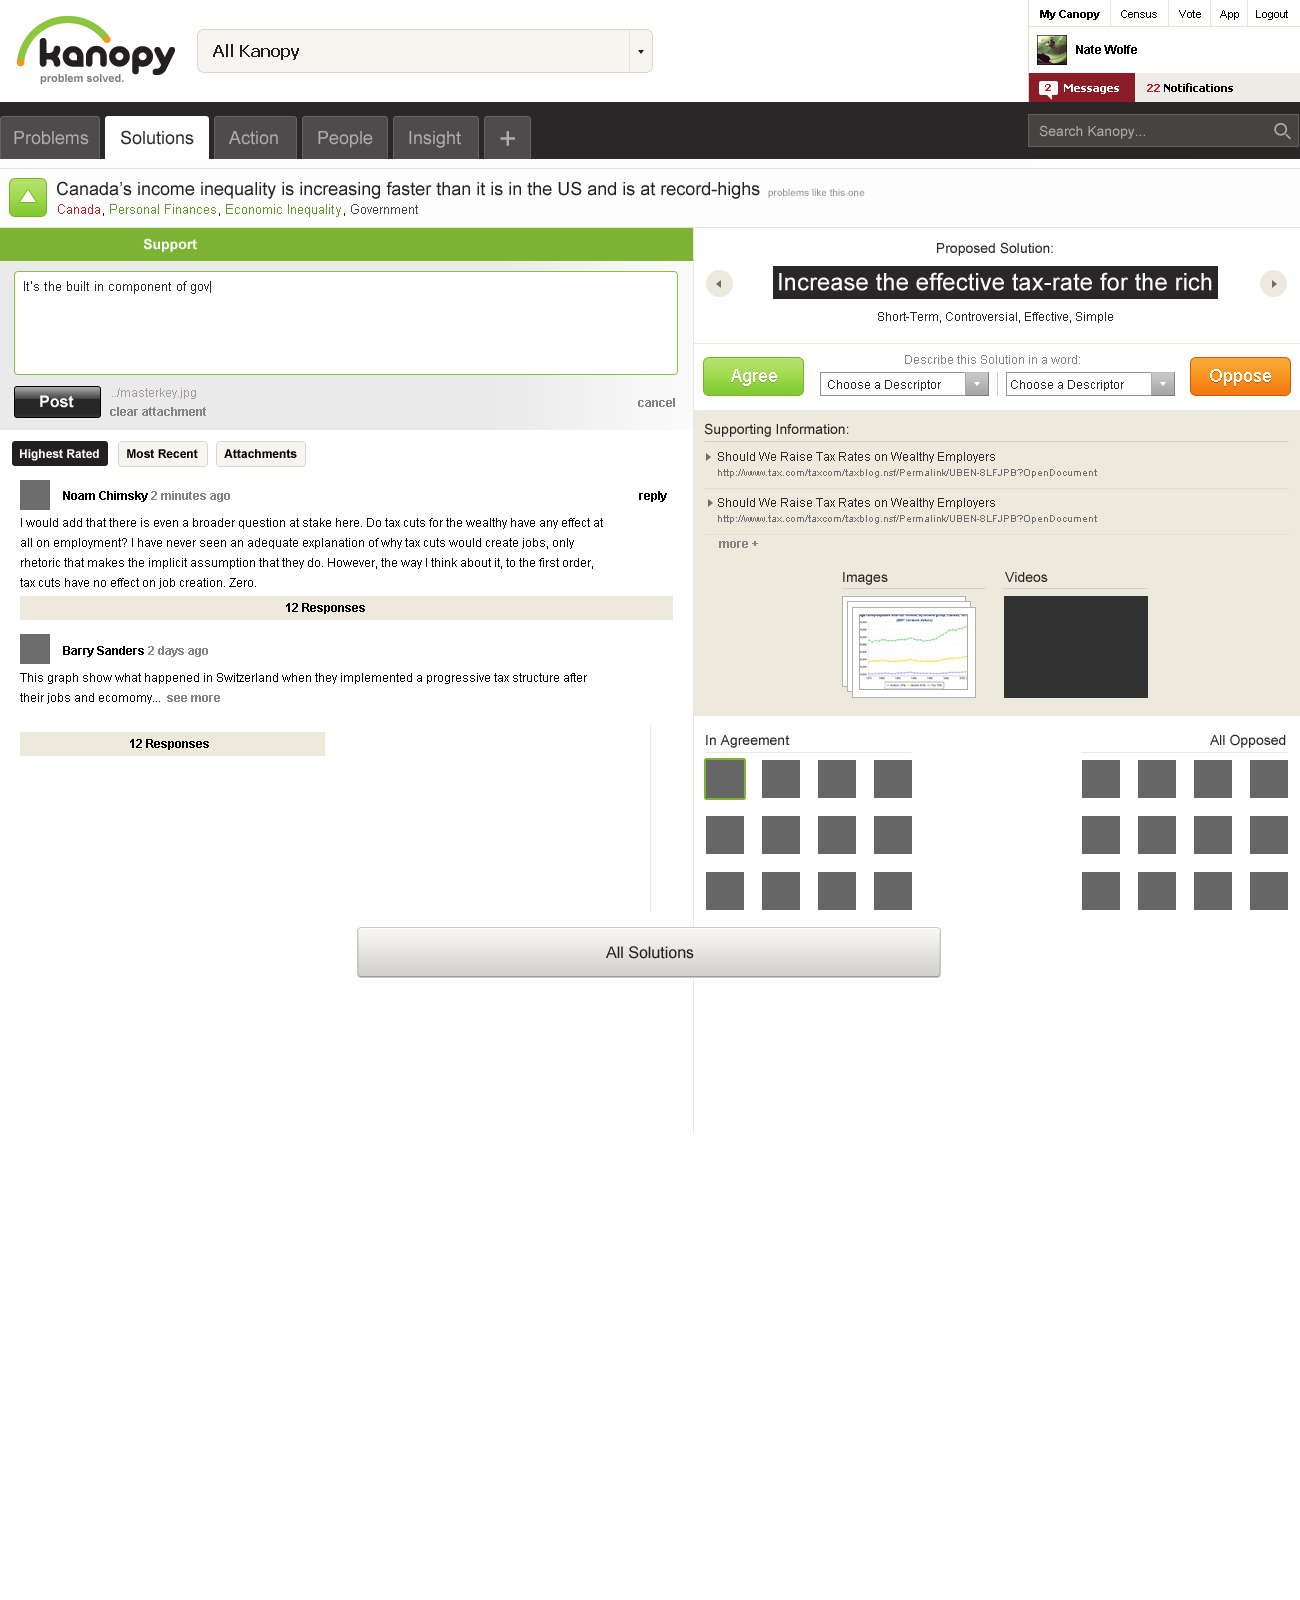 kanopy
problem solved.
All Kanopy
My Canopy Census Vote App Logout
Nate Wolfe
2 Messages 22 Notifications
Problems Solutions Action People Insight +
Search Kanopy...
Canada's income inequality is increasing faster than it is in the US and is at record-highs problems like this one
Canada, Personal Finances, Economic Inequality, Government
Support
It's the built in component of gov
Post
../masterkey.jpg
clear attachment
cancel
Highest Rated Most Recent Attachments
Noam Chimsky 2 minutes ago reply
I would add that there is even a broader question at stake here. Do tax cuts for the wealthy have any effect at
all on employment? I have never seen an adequate explanation of why tax cuts would create jobs, only
rhetoric that makes the implicit assumption that they do. However, the way I think about it, to the first order,
tax cuts have no effect on job creation. Zero.
12 Responses
Barry Sanders 2 days ago
This graph show what happened in Switzerland when they implemented a progressive tax structure after
their jobs and ecomomy... see more
12 Responses
Proposed Solution:
Increase the effective tax-rate for the rich
Short-Term, Controversial, Effective, Simple
Agree
Describe this Solution in a word:
Choose a Descriptor Choose a Descriptor
Oppose
Supporting Information:
Should We Raise Tax Rates on Wealthy Employers
http://www.tax.com/taxcom/taxblog.nsf/Permalink/UBEN-8LFJPB?OpenDocument
Should We Raise Tax Rates on Wealthy Employers
http://www.tax.com/taxcom/taxblog.nsf/Permalink/UBEN-8LFJPB?OpenDocument
more +
Images Videos
In Agreement All Opposed
All Solutions